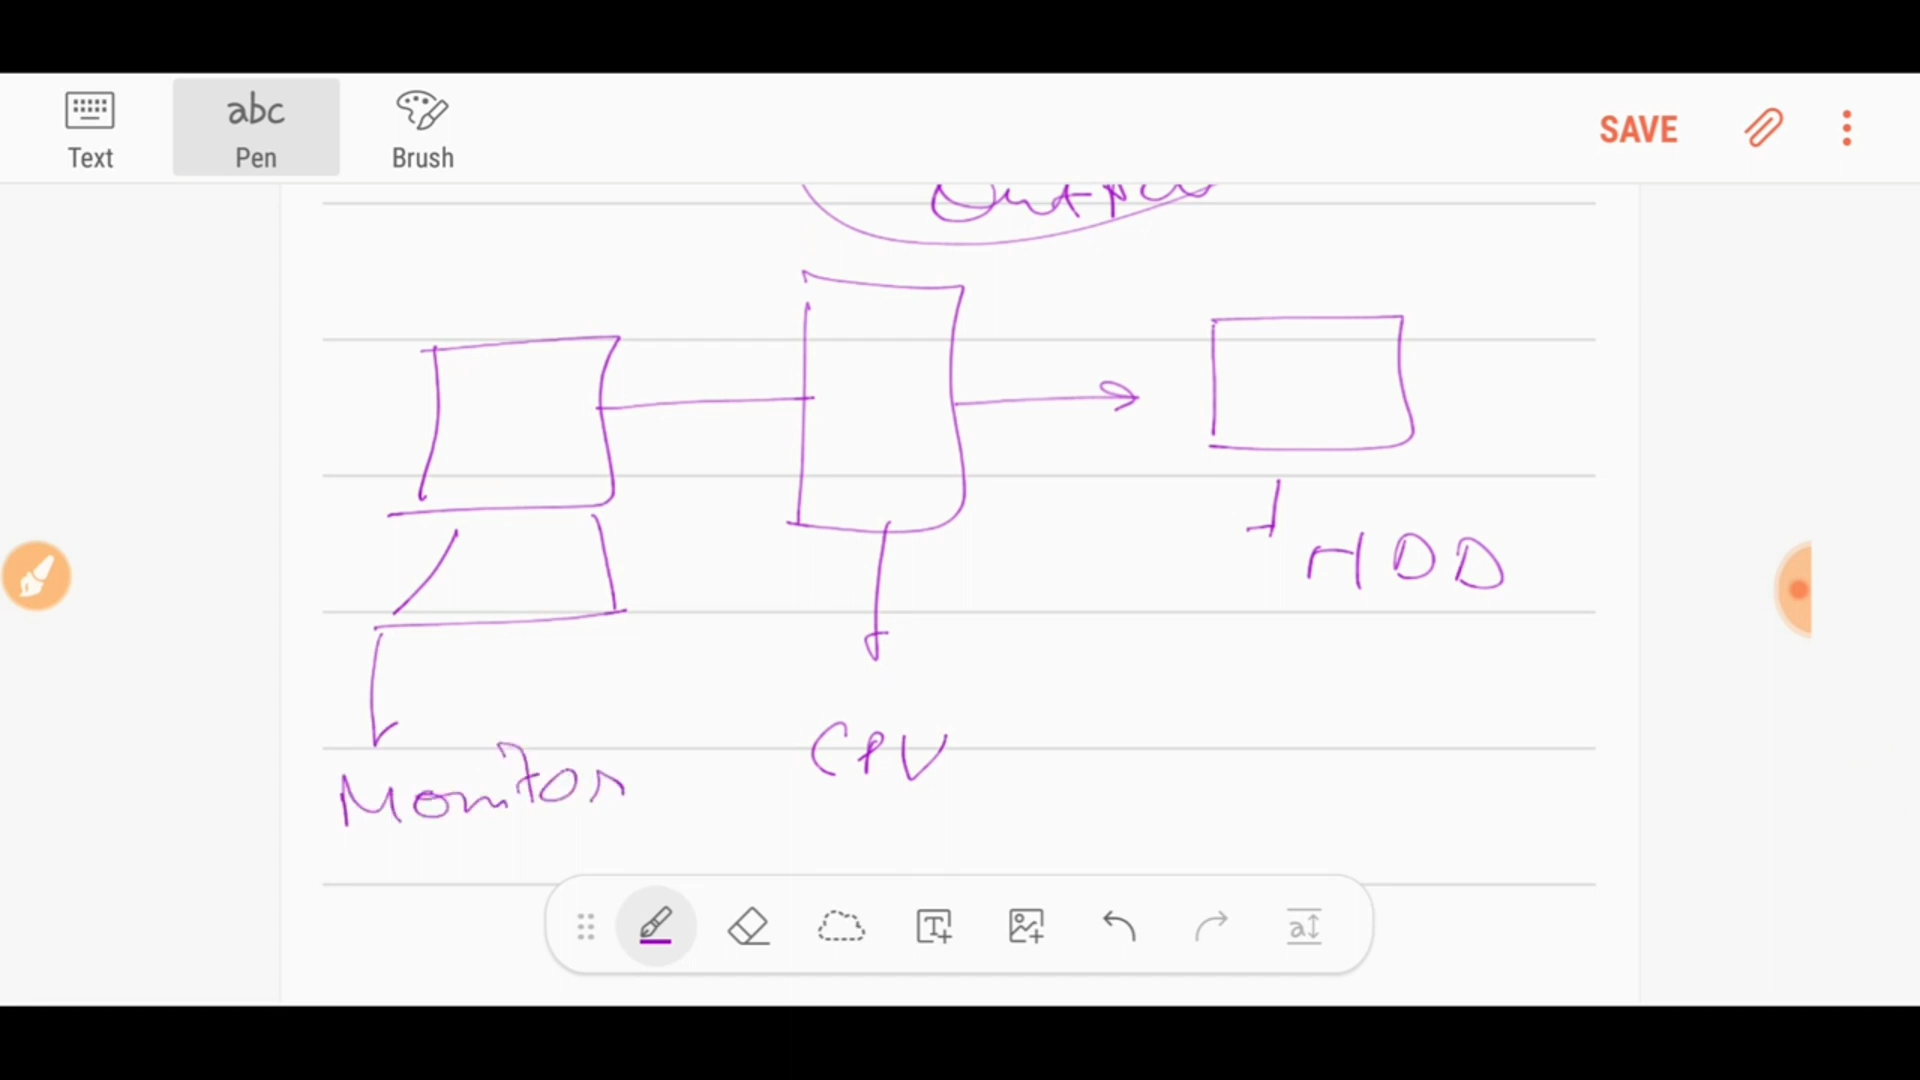 Text
abc
Pen
Brush
SAVE
HDD
CPU
Monitor